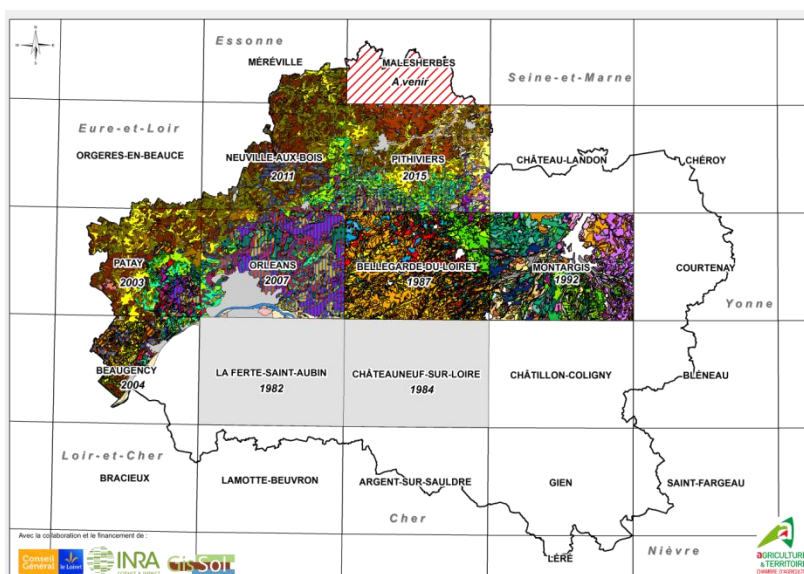 Essonne
MÉRÉVILLE
MALESHERBES
A venir
Seine-et-Marne
Eure-et-Loir
ORGERES-EN-BEAUCE
NEUVILLE-AUX-BOIS
2011
PITHIVIERS
2015
CHÂTEAU-LANDON
CHÉROY
PATAY
2003
ORLEANS
2007
BELLEGARDE-DU-LOIRET
1987
MONTARGIS
1992
COURTENAY
Yonne
BEAUGENCY
2004
LA FERTE-SAINT-AUBIN
1982
CHÂTEAUNEUF-SUR-LOIRE
1984
CHÂTILLON-COLIGNY
BLÉNEAU
Loir-et-Cher
BRACIEUX
LAMOTTE-BEUVRON
ARGENT-SUR-SAULDRE
GIEN
SAINT-FARGEAU
Cher
LÉRÉ
Nièvre
Avec la collaboration et le financement de :
Conseil
Général
le Loiret
INRA
SCIENCE & IMPACT
Gis Sol
agricultures
& TERRITOIRES
CHAMBRE D'AGRICULTURE